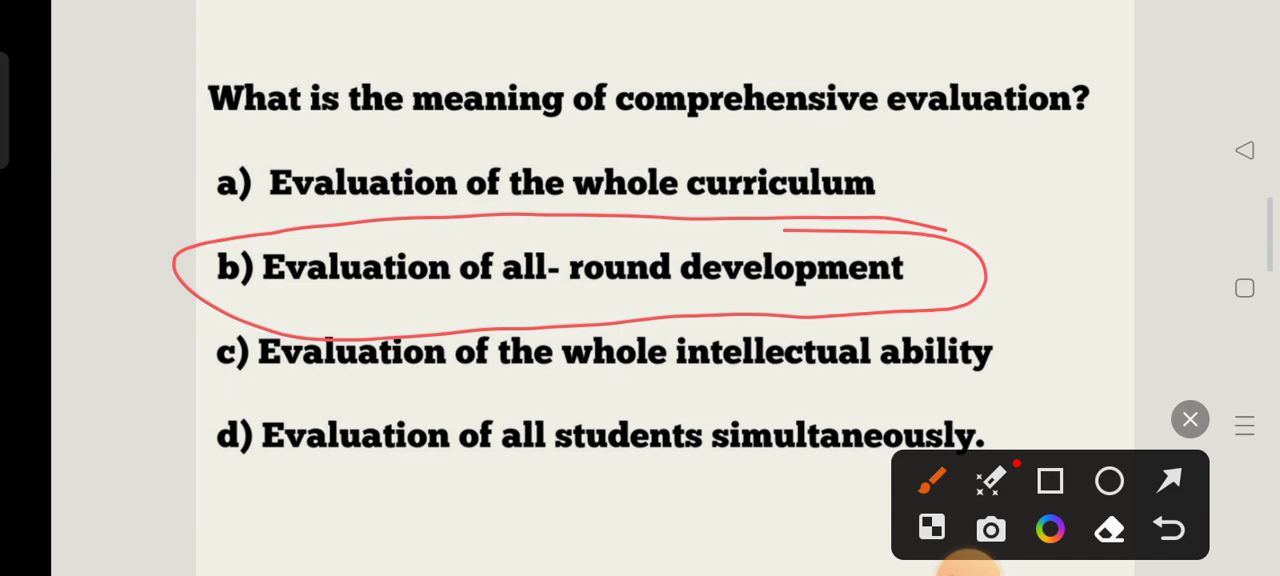 What is the meaning of comprehensive evaluation?
a) Evaluation of the whole curriculum
b) Evaluation of all- round development
c) Evaluation of the whole intellectual ability
d) Evaluation of all students simultaneously.